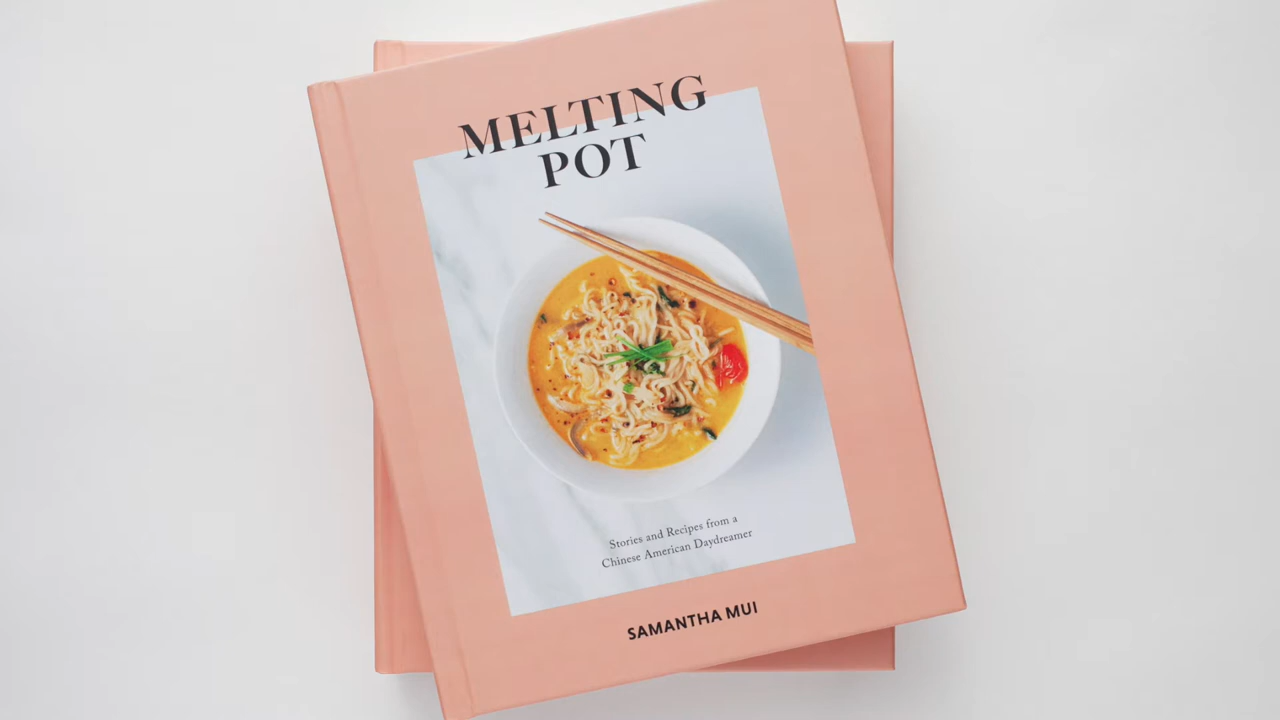 MELTING
POT
Stories and Recipes from a
Chinese American Daydreamer
SAMANTHA MUI